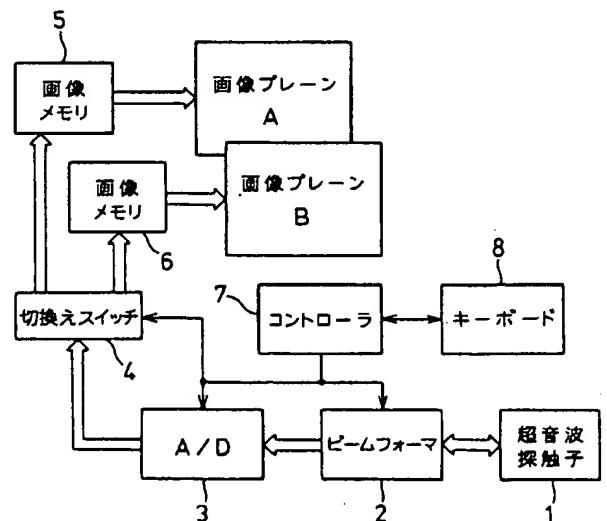 5
画像
メモリ
画像プレーン
A
画像
メモリ
画像プレーン
B
6
7
8
切換えスイッチ
コントローラ
キーボード
4
A/D
ビームフォーマ
超音波
探触子
3
2
1